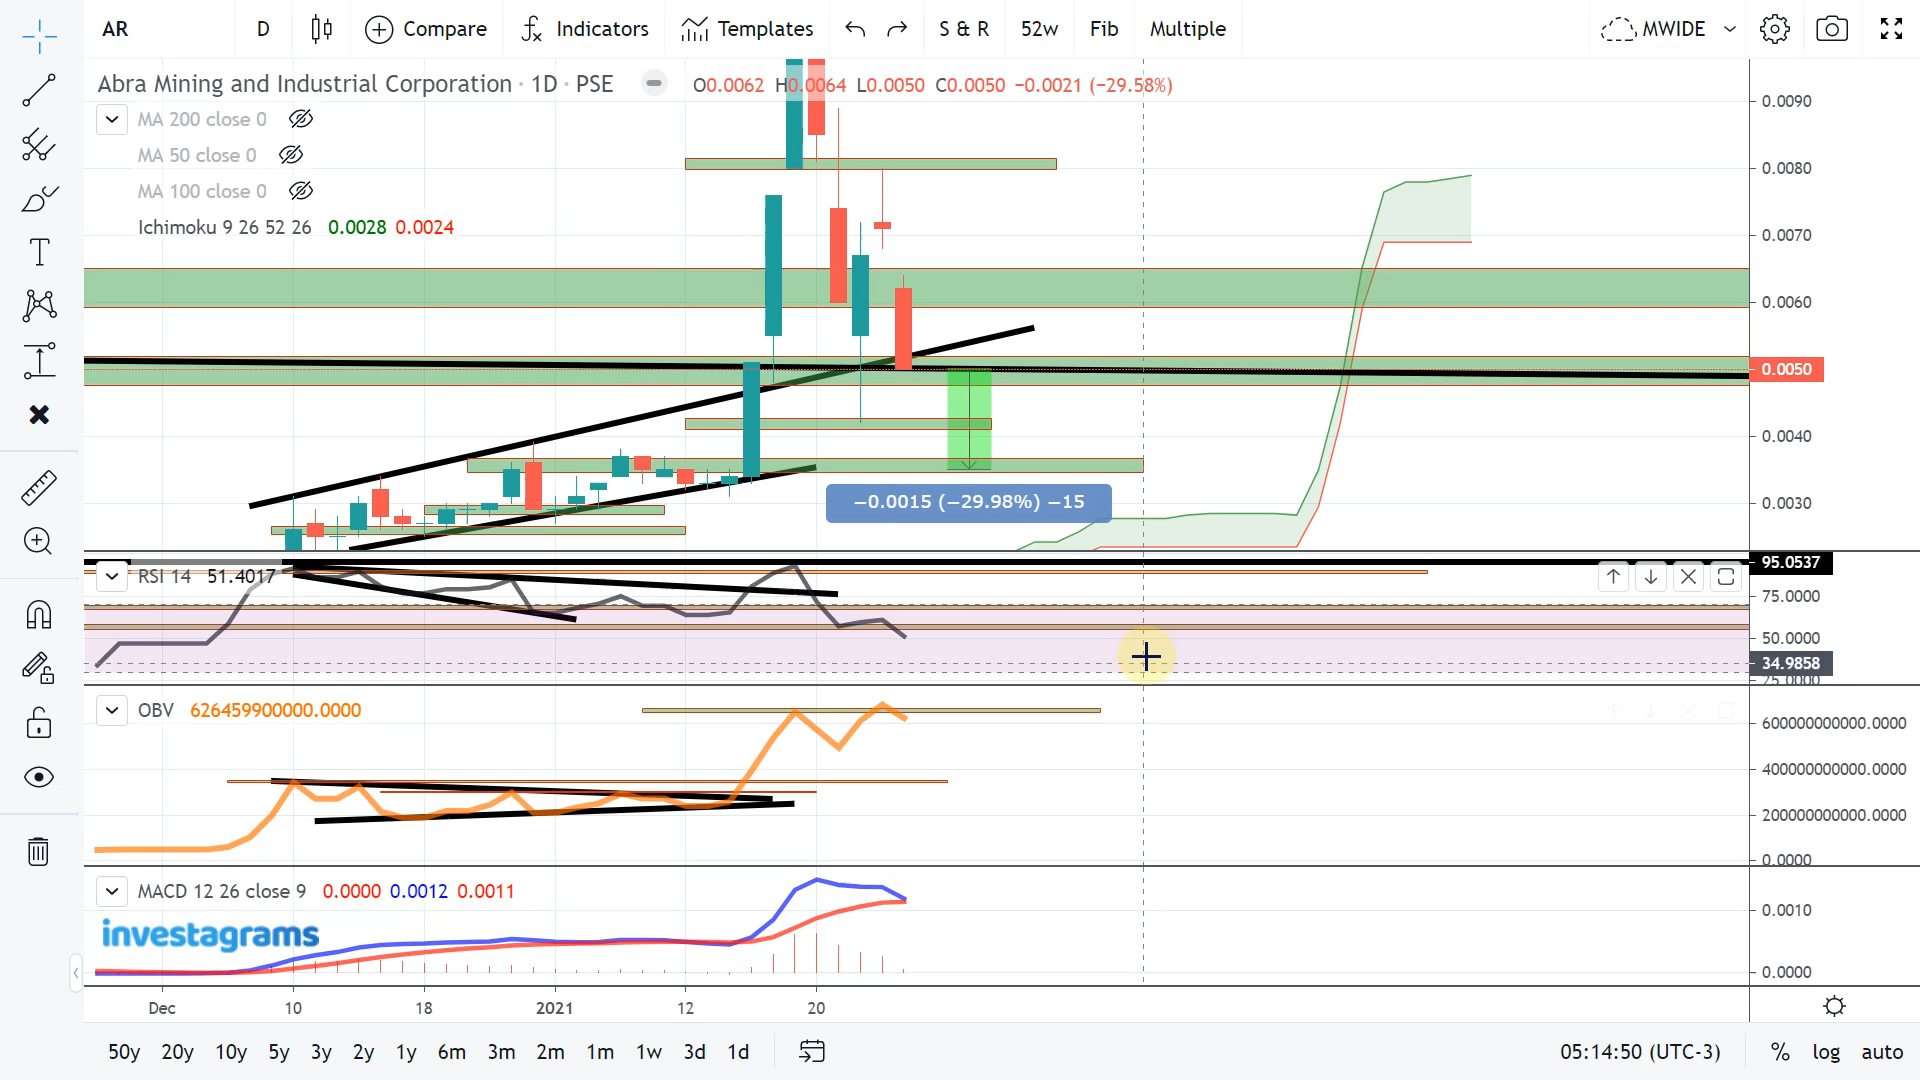 AR D Compare Indicators Templates S & R 52w Fib Multiple MWIDE
Abra Mining and Industrial Corporation · 1D · PSE O0.0062 H0.0064 L0.0050 C0.0050 −0.0021 (−29.58%)
MA 200 close 0
MA 50 close 0
MA 100 close 0
Ichimoku 9 26 52 26 0.0028 0.0024
0.0090
0.0080
0.0070
0.0060
0.0050
0.0040
0.0030
−0.0015 (−29.98%) −15
RSI 14 51.4017
95.0537
75.0000
50.0000
34.9858
25.0000
OBV 626459900000.0000
600000000000.0000
400000000000.0000
200000000000.0000
0.0000
MACD 12 26 close 9 0.0000 0.0012 0.0011
investagrams
0.0010
0.0000
Dec 10 18 2021 12 20
50y 20y 10y 5y 3y 2y 1y 6m 3m 2m 1m 1w 3d 1d 05:14:50 (UTC-3) % log auto